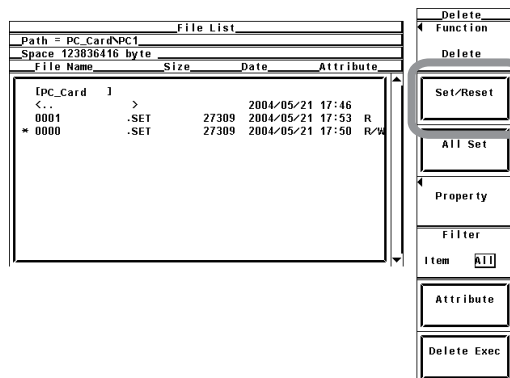 File List
Path = PC_Card\PC1
Space 123836416 byte
File Name Size Date Attribute
[PC_Card ]
<.. > 2004/05/21 17:46
0001 .SET 27309 2004/05/21 17:53 R
* 0000 .SET 27309 2004/05/21 17:50 R/W
Delete
Function
Delete
Set/Reset
All Set
Property
Filter
Item All
Attribute
Delete Exec